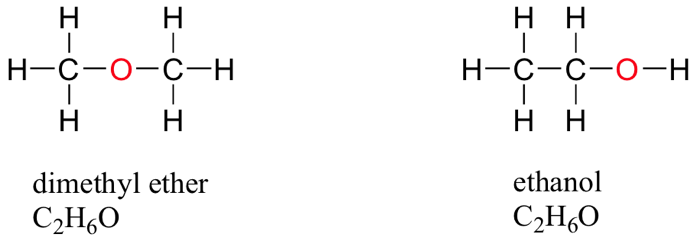 H H H H
H–C–O–C–H H–C–C–O–H
H H H H
dimethyl ether ethanol
C₂H₆O C₂H₆O